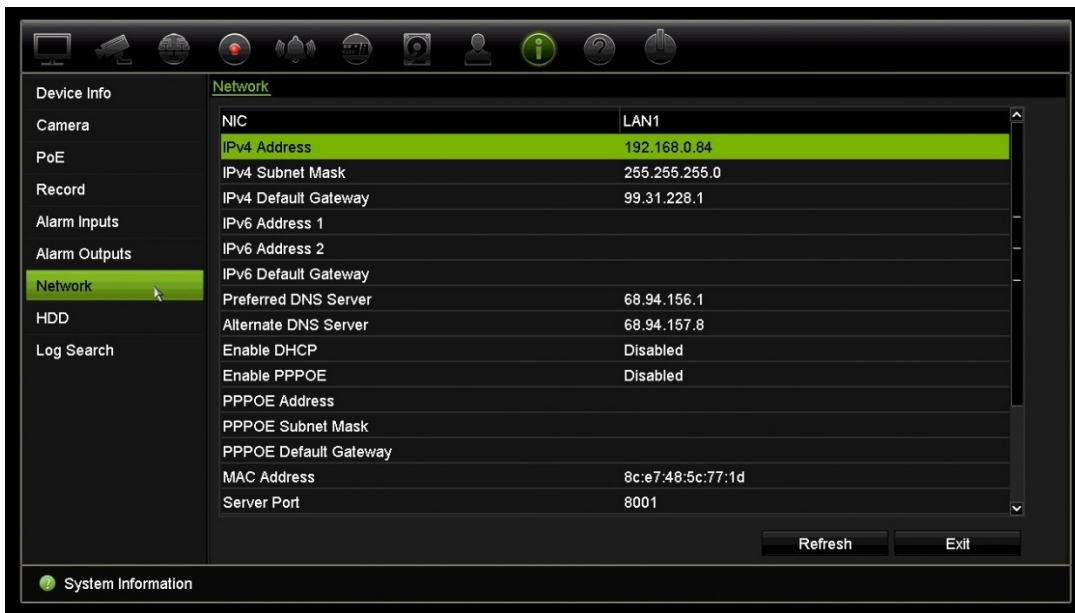 Device Info
Camera
PoE
Record
Alarm Inputs
Alarm Outputs
Network
HDD
Log Search
Network
NIC LAN1
IPv4 Address 192.168.0.84
IPv4 Subnet Mask 255.255.255.0
IPv4 Default Gateway 99.31.228.1
IPv6 Address 1
IPv6 Address 2
IPv6 Default Gateway
Preferred DNS Server 68.94.156.1
Alternate DNS Server 68.94.157.8
Enable DHCP Disabled
Enable PPPOE Disabled
PPPOE Address
PPPOE Subnet Mask
PPPOE Default Gateway
MAC Address 8c:e7:48:5c:77:1d
Server Port 8001
Refresh Exit
System Information